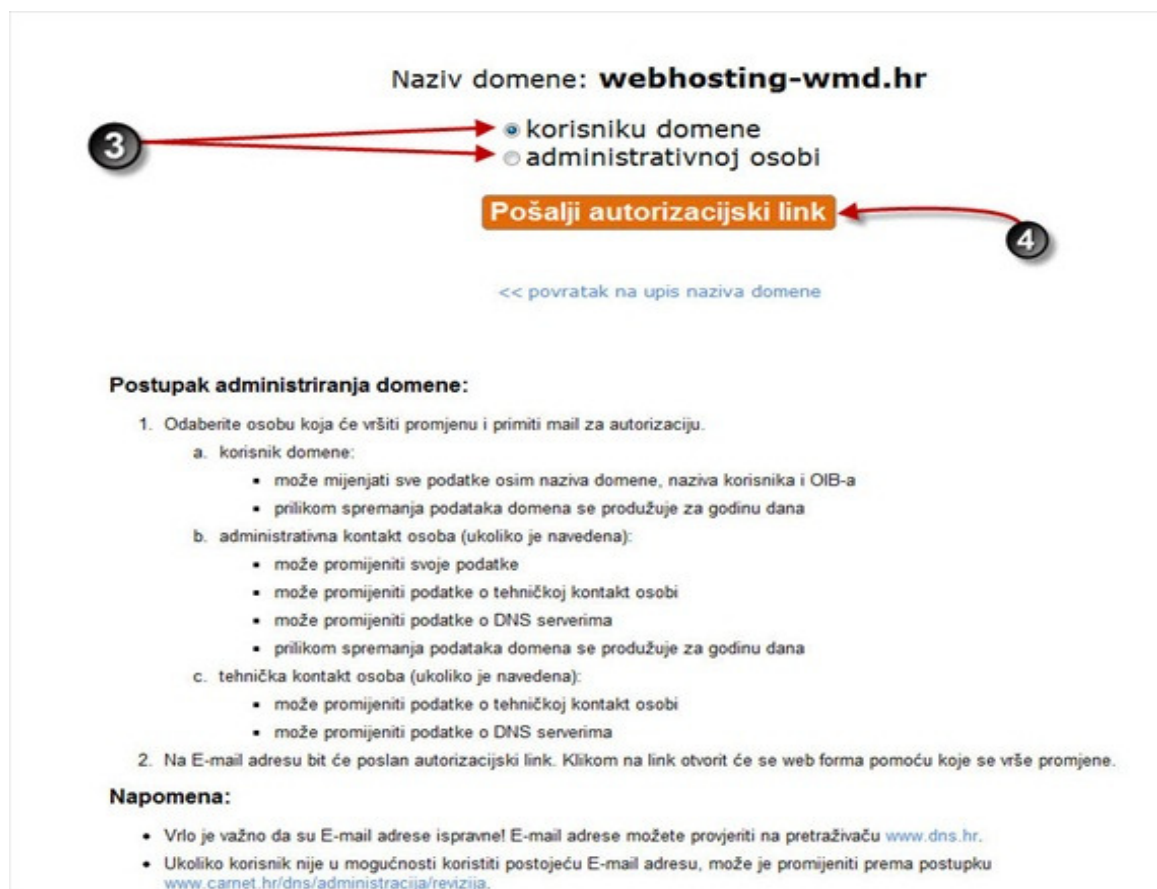 Naziv domene: webhosting-wmd.hr
3
korisniku domene
administrativnoj osobi
Pošalji autorizacijski link
4
<< povratak na upis naziva domene
Postupak administriranja domene:
1. Odaberite osobu koja će vršiti promjenu i primiti mail za autorizaciju.
a. korisnik domene:
▪ može mijenjati sve podatke osim naziva domene, naziva korisnika i OIB-a
▪ prilikom spremanja podataka domena se produžuje za godinu dana
b. administrativna kontakt osoba (ukoliko je navedena):
▪ može promijeniti svoje podatke
▪ može promijeniti podatke o tehničkoj kontakt osobi
▪ može promijeniti podatke o DNS serverima
▪ prilikom spremanja podataka domena se produžuje za godinu dana
c. tehnička kontakt osoba (ukoliko je navedena):
▪ može promijeniti podatke o tehničkoj kontakt osobi
▪ može promijeniti podatke o DNS serverima
2. Na E-mail adresu bit će poslan autorizacijski link. Klikom na link otvorit će se web forma pomoću koje se vrše promjene.
Napomena:
• Vrlo je važno da su E-mail adrese ispravne! E-mail adrese možete provjeriti na pretraživaču www.dns.hr.
• Ukoliko korisnik nije u mogućnosti koristiti postojeću E-mail adresu, može je promijeniti prema postupku
www.carnet.hr/dns/administracija/revizija.